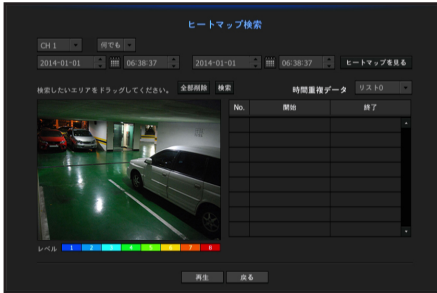 ヒートマップ検索
CH 1 何でも
2014-01-01 06:38:37 2014-01-01 06:38:37 ヒートマップを見る
検索したいエリアをドラッグしてください。 全部削除 検索 時間重複データ リスト0
No. 開始 終了
レベル 1 2 3 4 5 6 7 8
再生 戻る